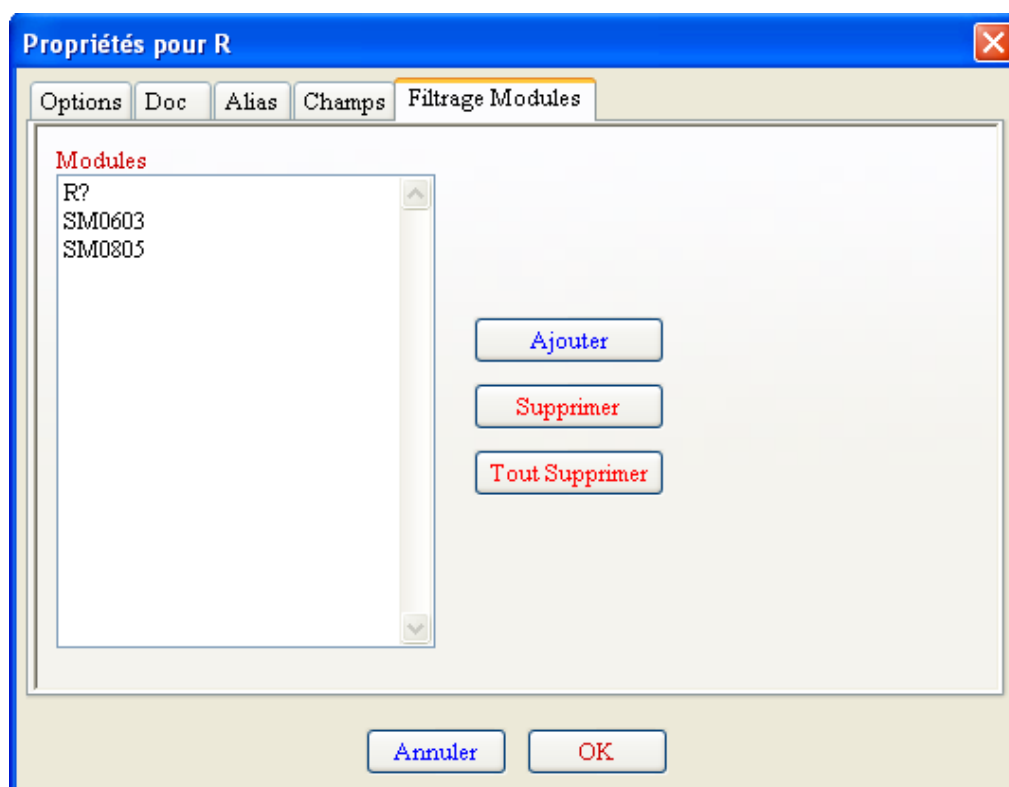 Propriétés pour R
Options Doc Alias Champs Filtrage Modules
Modules
R?
SM0603
SM0805
Ajouter
Supprimer
Tout Supprimer
Annuler OK